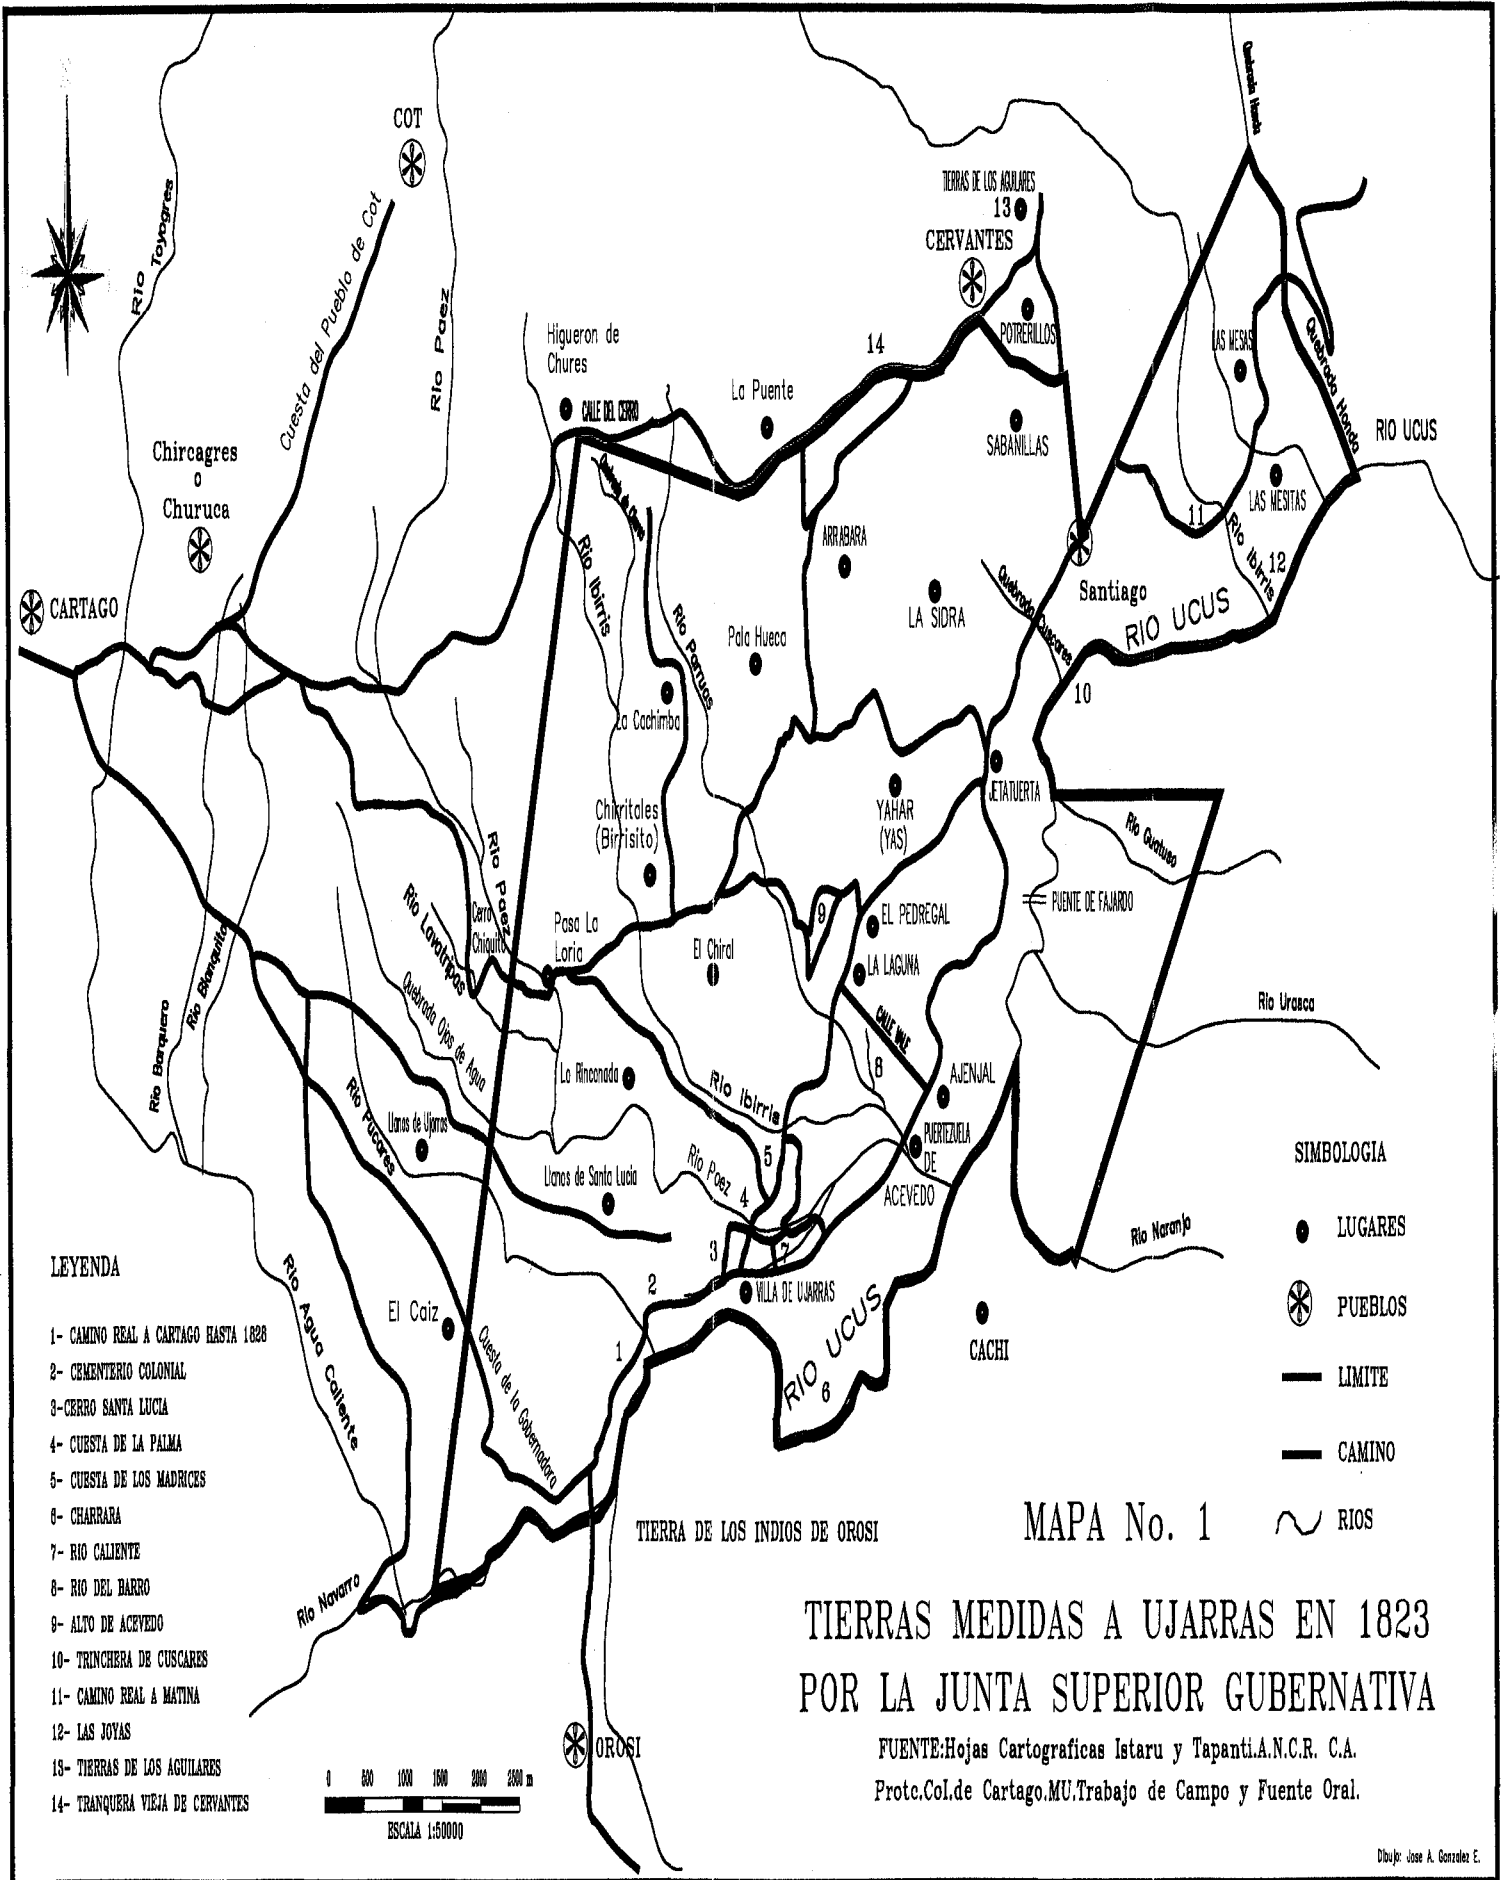 COT
Quebrada Honda
TIERRAS DE LOS AGUILARES
13
CERVANTES
Rio Toyogres
Cuesta del Pueblo de Cot
Rio Paez
Higueron de
Chures
CALLE DEL CERRO
La Puente
14
POTRERILLOS
LAS MESAS
Quebrada Honda
RIO UCUS
SABANILLAS
Chircagres
o
Churuca
LAS MESITAS
11
Rio Ibirris
12
ARRABARA
Rio Ibirris
Santiago
CARTAGO
LA SIDRA
Quebrada Cuscares
RIO UCUS
Pala Hueca
Rio Parruas
10
La Cachimba
JETATUERTA
YAHAR
(YAS)
Chirritales
(Birrisito)
Rio Guatuso
Rio Paez
PUENTE DE FAJARDO
Rio Lavatripas
Cerro
Chiquito
Pasa La
Loria
9
EL PEDREGAL
El Chiral
LA LAGUNA
Rio Blanquito
Rio Barquero
Quebrada Ojos de Agua
CALLE VALE
Rio Urasca
La Rinconada
8
AJENJAL
Rio Ibirris
Rio Pucares
Llanos de Ujarras
PUERTEZUELA
DE
ACEVEDO
5
Rio Paez
4
Llanos de Santa Lucia
SIMBOLOGIA
LUGARES
PUEBLOS
LIMITE
CAMINO
RIOS
Rio Naranjo
3
7
2
VILLA DE UJARRAS
El Caiz
Rio Agua Caliente
Cuesta de la Gobernadora
1
RIO UCUS
6
CACHI
LEYENDA
1- CAMINO REAL A CARTAGO HASTA 1828
2- CEMENTERIO COLONIAL
3-CERRO SANTA LUCIA
4- CUESTA DE LA PALMA
5- CUESTA DE LOS MADRICES
6- CHARRARA
7- RIO CALIENTE
8- RIO DEL BARRO
9- ALTO DE ACEVEDO
10- TRINCHERA DE CUSCARES
11- CAMINO REAL A MATINA
12- LAS JOYAS
13- TIERRAS DE LOS AGUILARES
14- TRANQUERA VIEJA DE CERVANTES
TIERRA DE LOS INDIOS DE OROSI
Rio Navarro
OROSI
0 500 1000 1500 2000 2500 m
ESCALA 1:50000
MAPA No. 1
TIERRAS MEDIDAS A UJARRAS EN 1823
POR LA JUNTA SUPERIOR GUBERNATIVA
FUENTE:Hojas Cartograficas Istaru y Tapanti.A.N.C.R. C.A.
Protc.Col.de Cartago.MU.Trabajo de Campo y Fuente Oral.
Dibujo: Jose A. Gonzalez E.